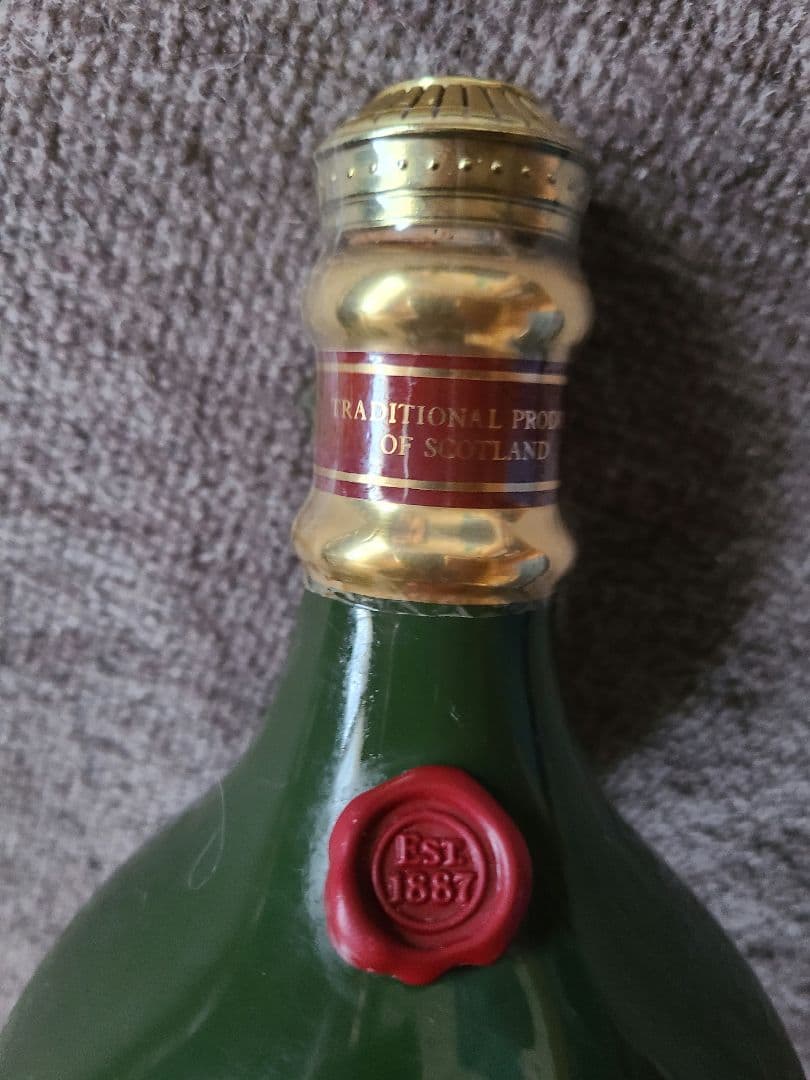 TRADITIONAL
OF SCOTLAND
EST.
1887